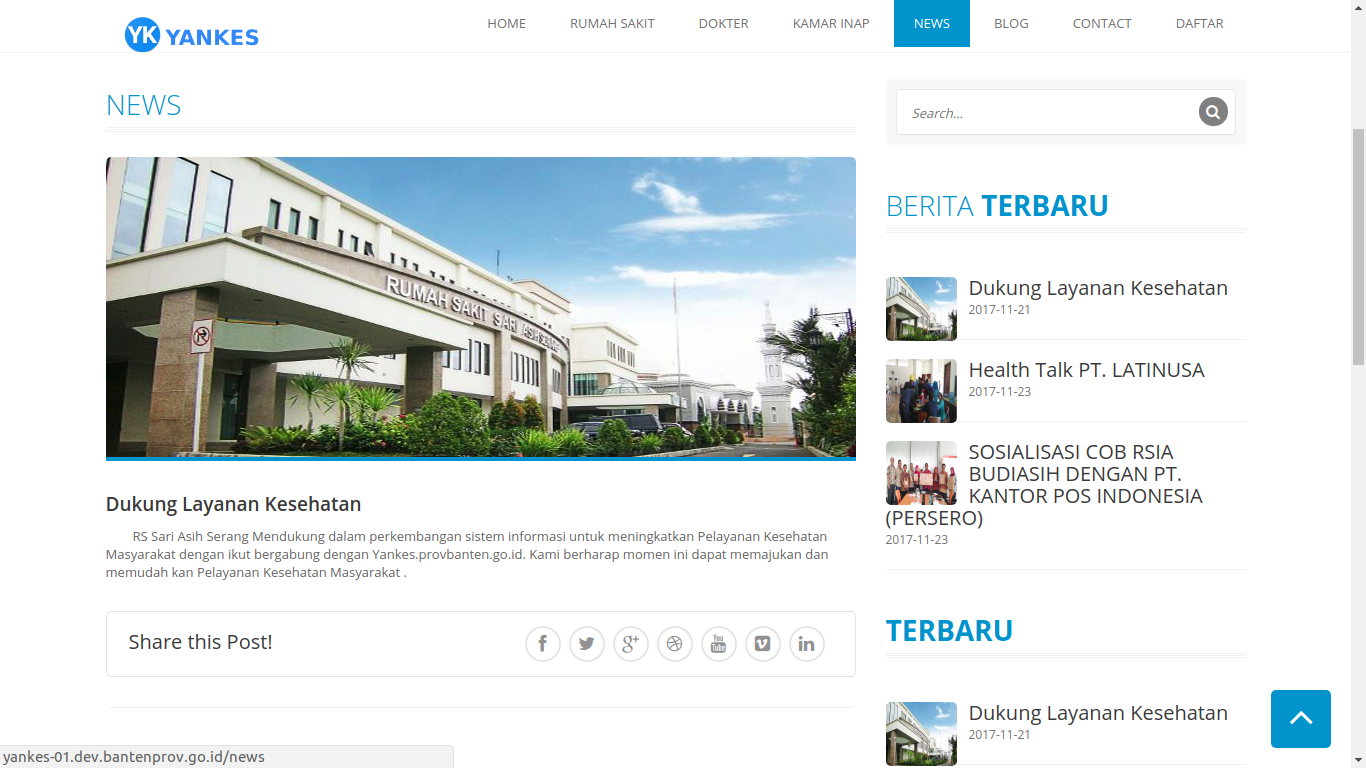 YK YANKES
HOME
RUMAH SAKIT
DOKTER
KAMAR INAP
NEWS
BLOG
CONTACT
DAFTAR
NEWS
RUMAH SAKIT SARI ASIH SERANG
Dukung Layanan Kesehatan
RS Sari Asih Serang Mendukung dalam perkembangan sistem informasi untuk meningkatkan Pelayanan Kesehatan
Masyarakat dengan ikut bergabung dengan Yankes.provbanten.go.id. Kami berharap momen ini dapat memajukan dan
memudah kan Pelayanan Kesehatan Masyarakat .
Share this Post!
You
Tube
Search...
BERITA TERBARU
Dukung Layanan Kesehatan
2017-11-21
Health Talk PT. LATINUSA
2017-11-23
SOSIALISASI COB RSIA
BUDIASIH DENGAN PT.
KANTOR POS INDONESIA
(PERSERO)
2017-11-23
TERBARU
Dukung Layanan Kesehatan
2017-11-21
yankes-01.dev.bantenprov.go.id/news